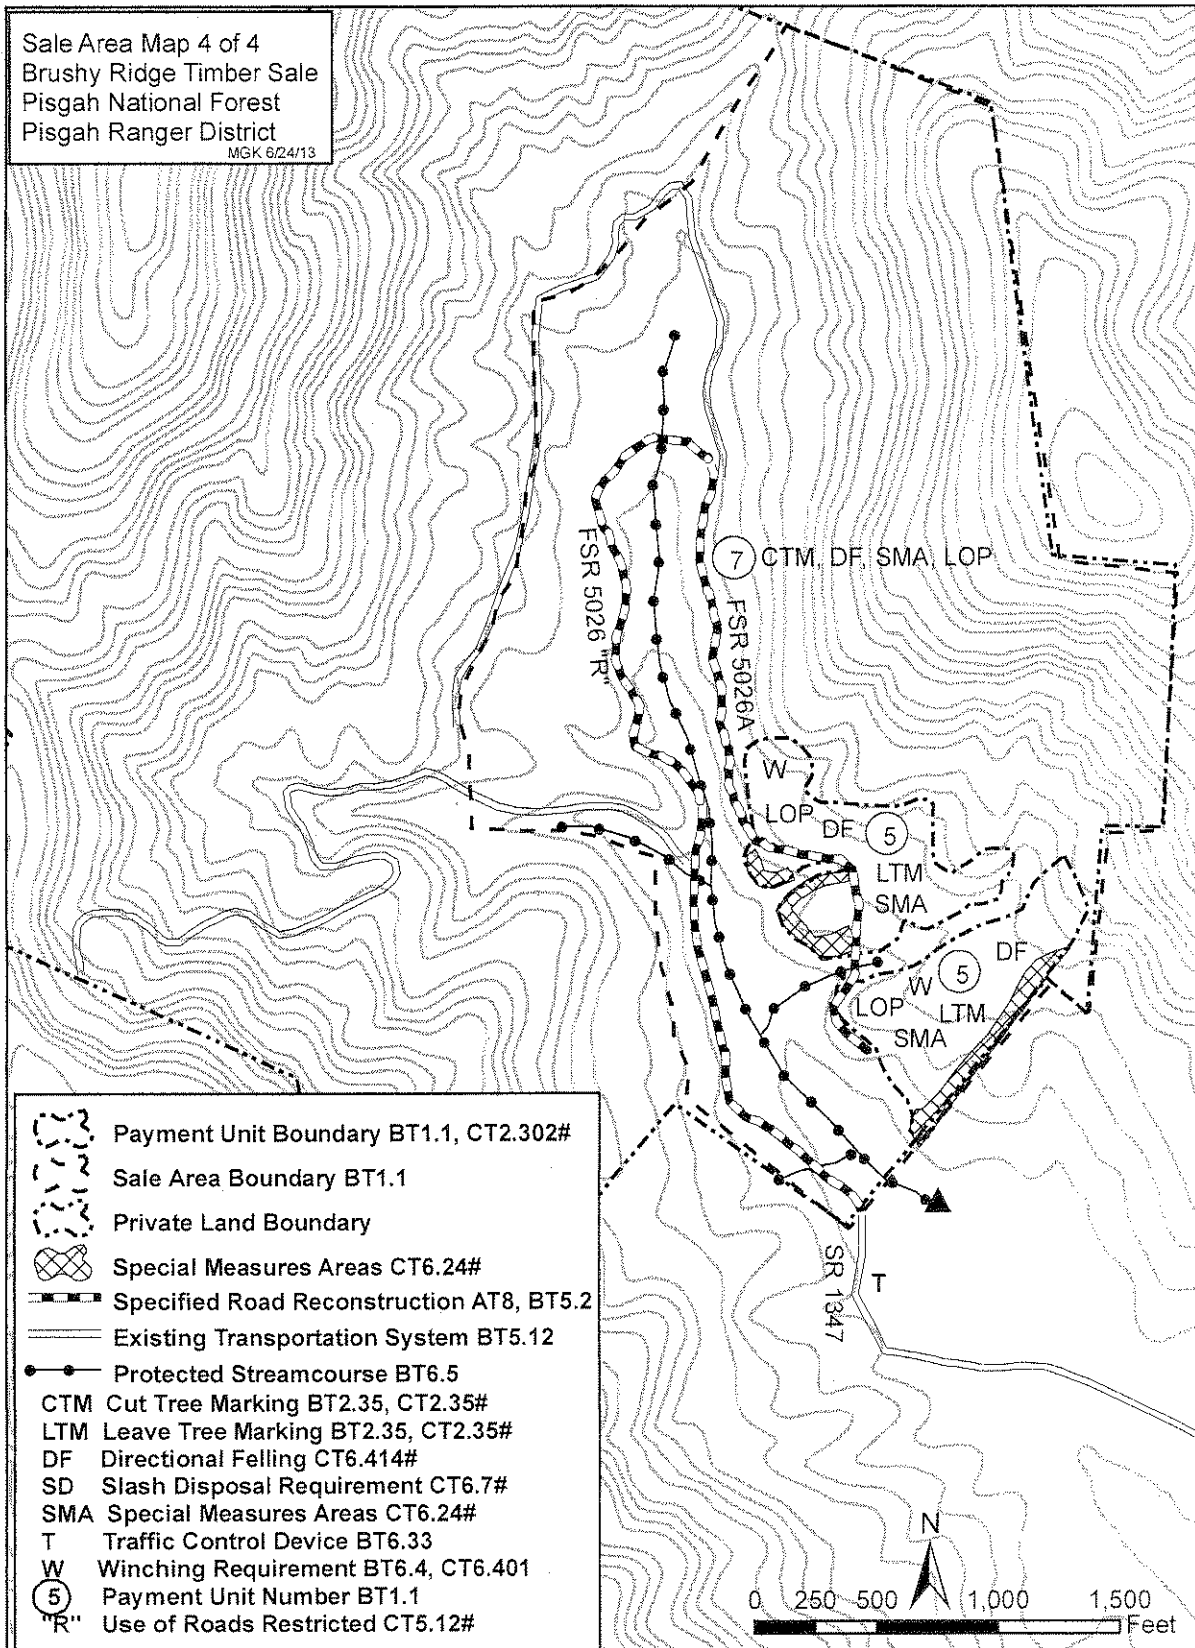 Sale Area Map 4 of 4
Brushy Ridge Timber Sale
Pisgah National Forest
Pisgah Ranger District
MGK 6/24/13
7 CTM, DF, SMA, LOP
FSR 5026 "R"
FSR 5026A
W
LOP
DF
5
LTM
SMA
DF
5
W
LOP
LTM
SMA
SR 1347
T
Payment Unit Boundary BT1.1, CT2.302#
Sale Area Boundary BT1.1
Private Land Boundary
Special Measures Areas CT6.24#
Specified Road Reconstruction AT8, BT5.2
Existing Transportation System BT5.12
Protected Streamcourse BT6.5
CTM Cut Tree Marking BT2.35, CT2.35#
LTM Leave Tree Marking BT2.35, CT2.35#
DF Directional Felling CT6.414#
SD Slash Disposal Requirement CT6.7#
SMA Special Measures Areas CT6.24#
T Traffic Control Device BT6.33
W Winching Requirement BT6.4, CT6.401
5 Payment Unit Number BT1.1
"R" Use of Roads Restricted CT5.12#
N
0 250 500 1,000 1,500
Feet